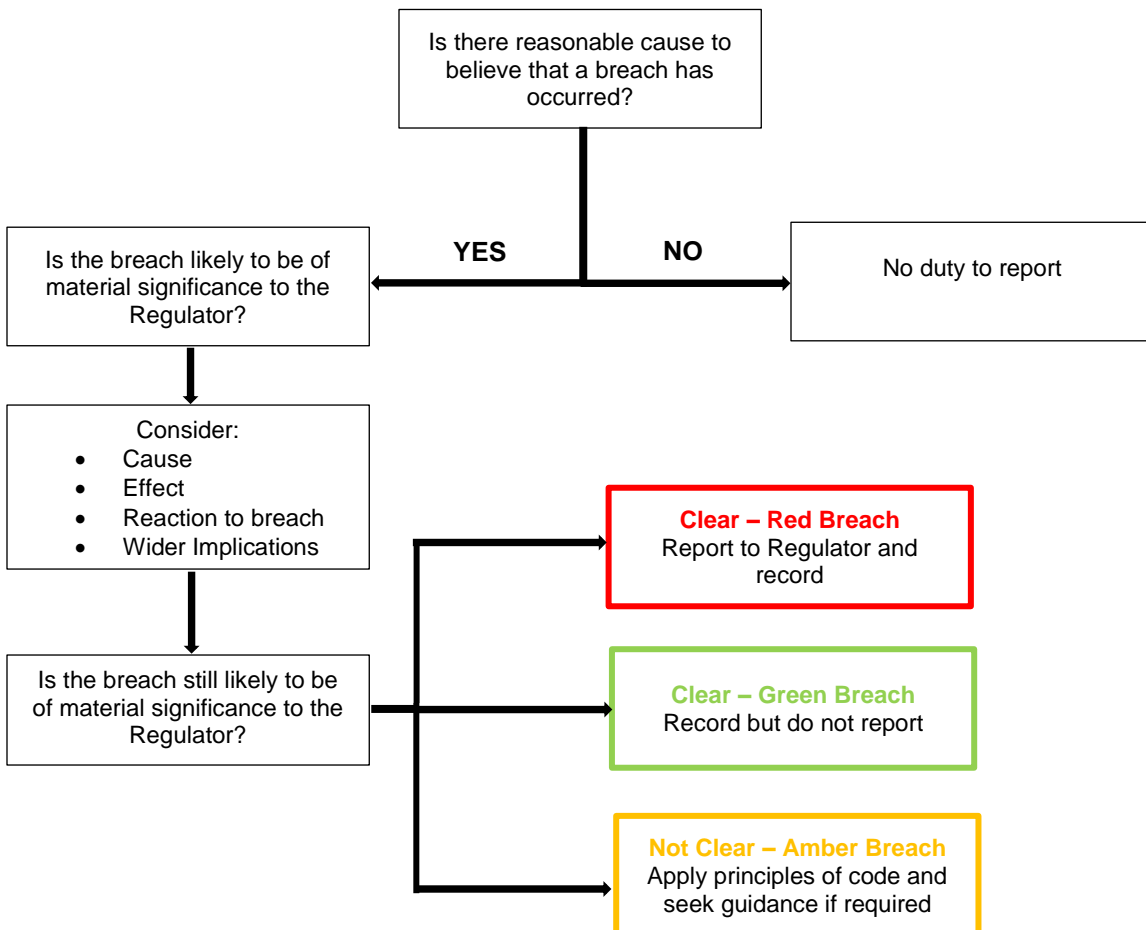 Is there reasonable cause to
believe that a breach has
occurred?
YES
NO
Is the breach likely to be of
material significance to the
Regulator?
No duty to report
Consider:
• Cause
• Effect
• Reaction to breach
• Wider Implications
Clear – Red Breach
Report to Regulator and
record
Is the breach still likely to be
of material significance to the
Regulator?
Clear – Green Breach
Record but do not report
Not Clear – Amber Breach
Apply principles of code and
seek guidance if required